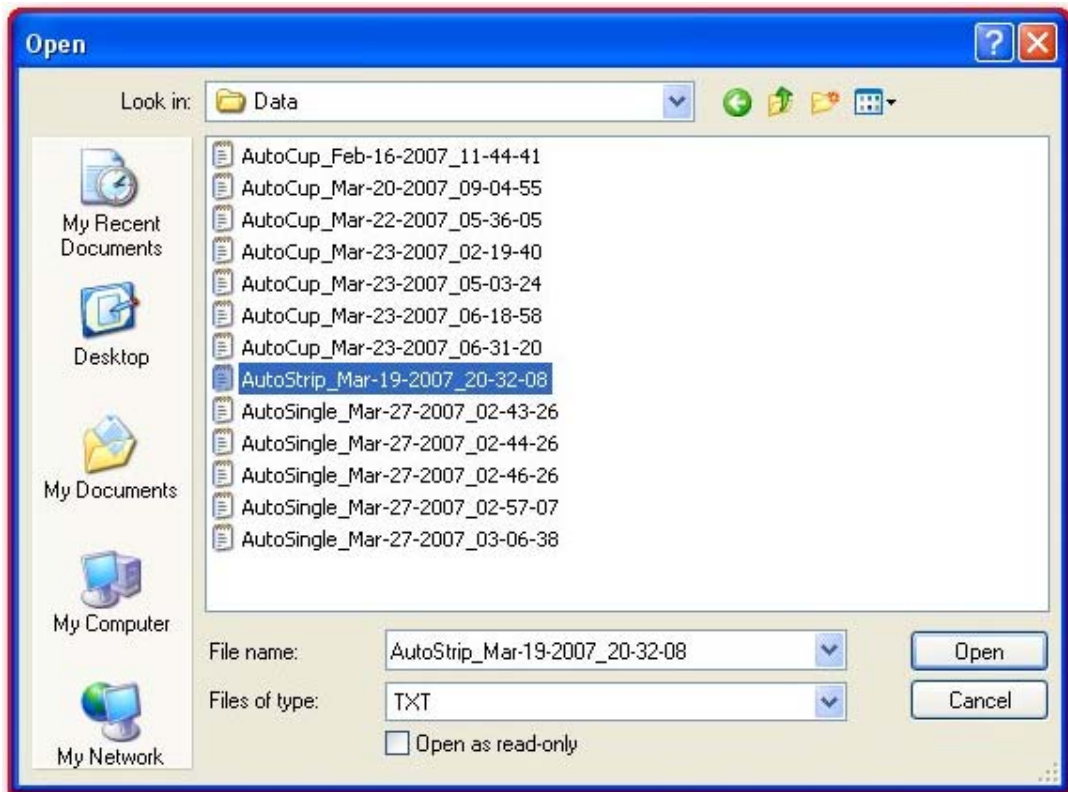 Open
Look in: Data
My Recent Documents
Desktop
My Documents
My Computer
My Network
AutoCup_Feb-16-2007_11-44-41
AutoCup_Mar-20-2007_09-04-55
AutoCup_Mar-22-2007_05-36-05
AutoCup_Mar-23-2007_02-19-40
AutoCup_Mar-23-2007_05-03-24
AutoCup_Mar-23-2007_06-18-58
AutoCup_Mar-23-2007_06-31-20
AutoStrip_Mar-19-2007_20-32-08
AutoSingle_Mar-27-2007_02-43-26
AutoSingle_Mar-27-2007_02-44-26
AutoSingle_Mar-27-2007_02-46-26
AutoSingle_Mar-27-2007_02-57-07
AutoSingle_Mar-27-2007_03-06-38
File name: AutoStrip_Mar-19-2007_20-32-08 Open
Files of type: TXT Cancel
Open as read-only